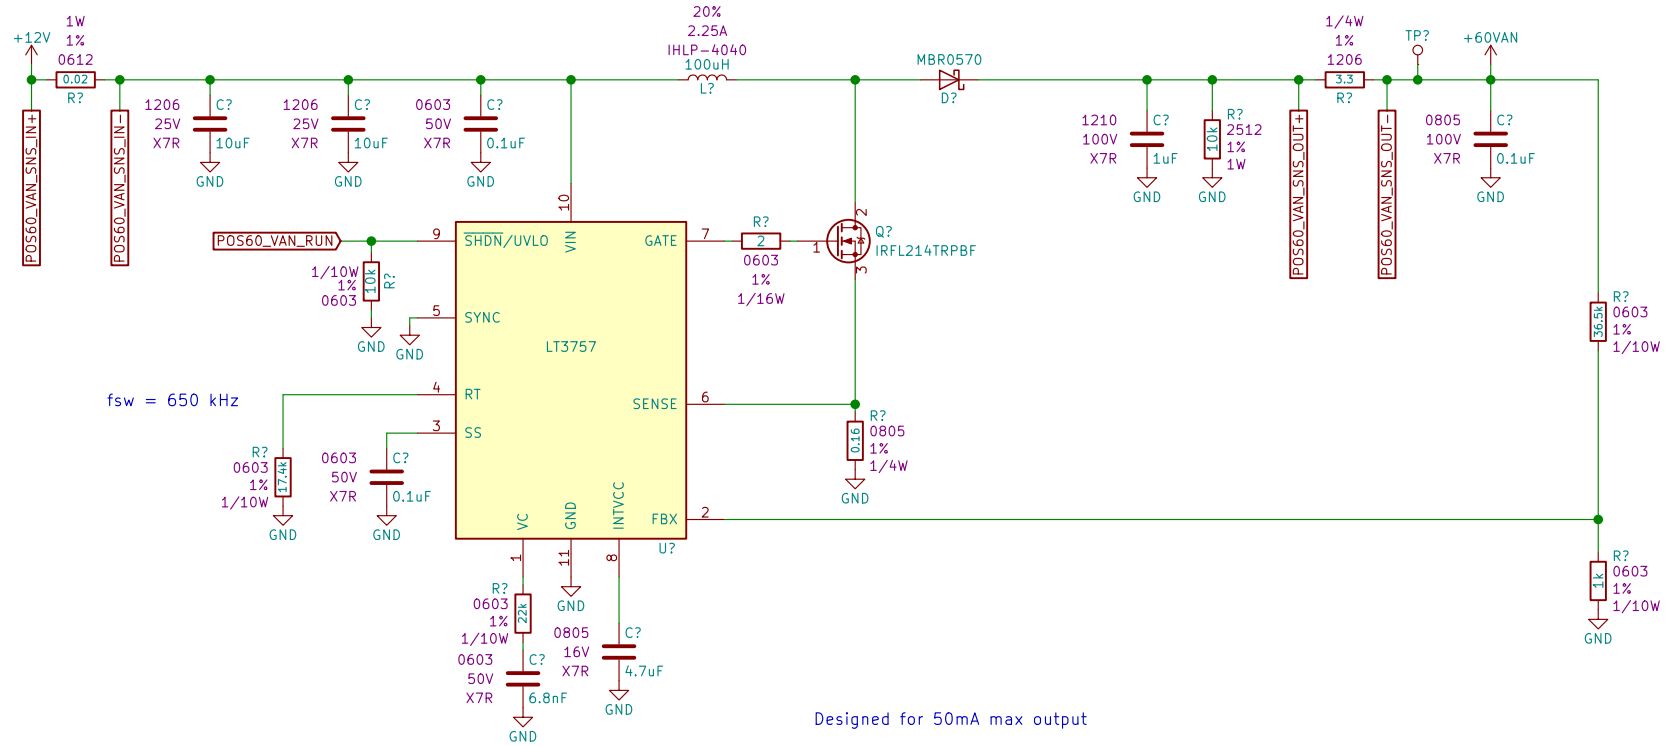 +12V
1W
1%
0612
0.02
R?
POS60_VAN_SNS_IN+
POS60_VAN_SNS_IN-
1206
25V
X7R
C?
10uF
GND
1206
25V
X7R
C?
10uF
GND
0603
50V
X7R
C?
0.1uF
GND
20%
2.25A
IHLP-4040
100uH
L?
MBR0570
D?
1210
100V
X7R
C?
1uF
GND
R?
2512
1%
1W
10k
GND
POS60_VAN_SNS_OUT+
1/4W
1%
1206
3.3
R?
POS60_VAN_SNS_OUT-
TP?
+60VAN
0805
100V
X7R
C?
0.1uF
GND
POS60_VAN_RUN
1/10W
1%
0603
10k
R?
GND
GND
9
SHDN/UVLO
10
VIN
5
SYNC
4
RT
3
SS
LT3757
GATE
7
SENSE
6
FBX
2
VC
1
GND
11
INTVCC
8
U?
R?
2
0603
1%
1/16W
1
2
3
Q?
IRFL214TRPBF
R?
0805
1%
1/4W
0.16
GND
fsw = 650 kHz
R?
0603
1%
1/10W
17.4k
GND
0603
50V
X7R
C?
0.1uF
GND
R?
0603
1%
1/10W
22k
0603
50V
X7R
C?
6.8nF
GND
GND
0805
16V
X7R
C?
4.7uF
GND
R?
0603
1%
1/10W
36.5k
R?
0603
1%
1/10W
1k
GND
Designed for 50mA max output